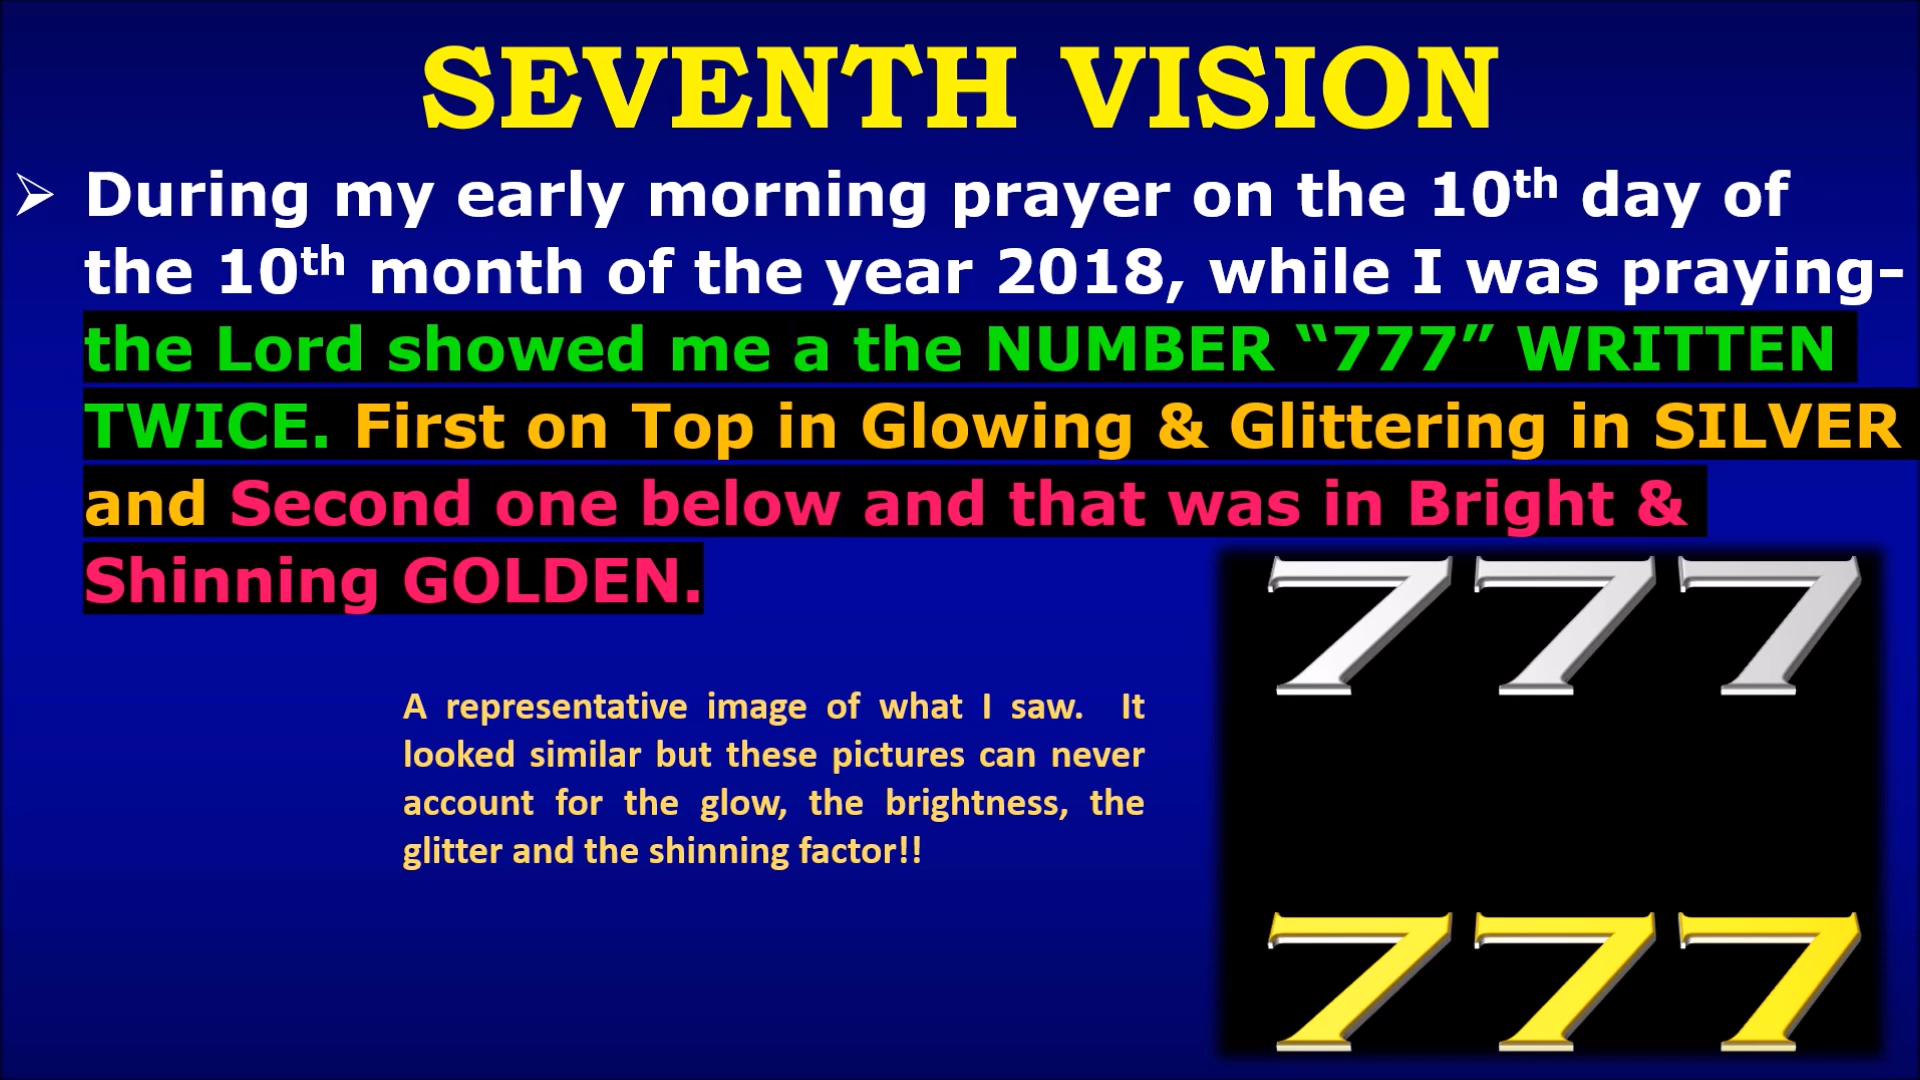 SEVENTH VISION
➢ During my early morning prayer on the 10th day of
the 10th month of the year 2018, while I was praying-
the Lord showed me a the NUMBER “777” WRITTEN
TWICE. First on Top in Glowing & Glittering in SILVER
and Second one below and that was in Bright &
Shinning GOLDEN.
A representative image of what I saw. It
looked similar but these pictures can never
account for the glow, the brightness, the
glitter and the shinning factor!!
777
777